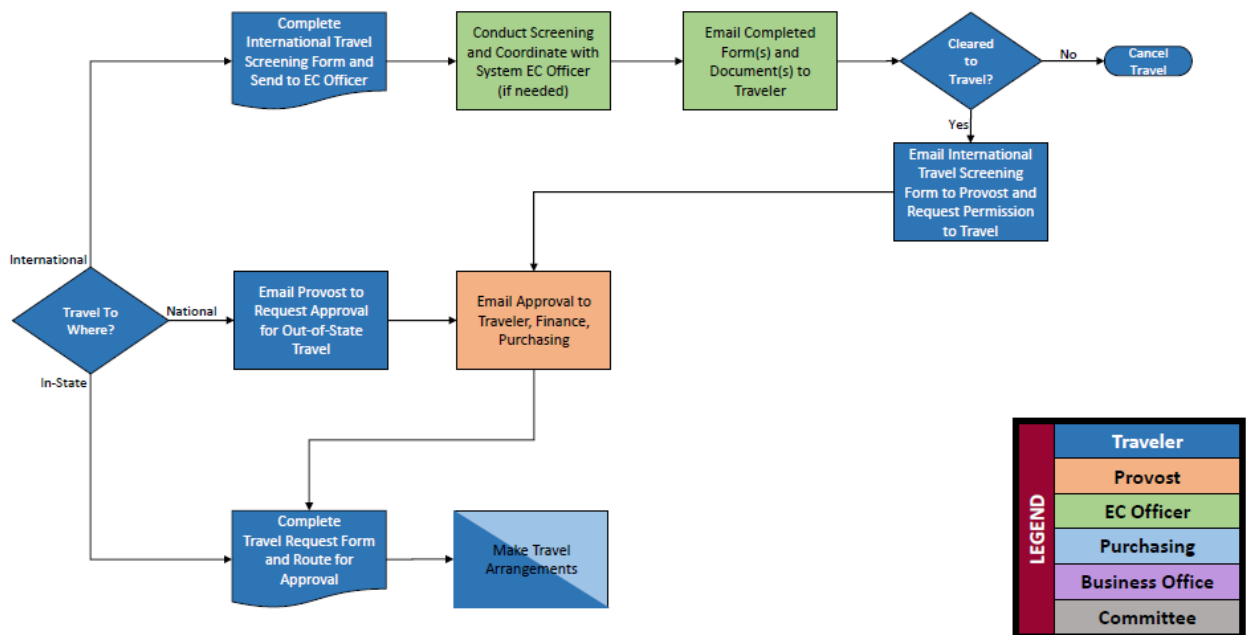 Complete
International Travel
Screening Form and
Send to EC Officer
Conduct Screening
and Coordinate with
System EC Officer
(if needed)
Email Completed
Form(s) and
Document(s) to
Traveler
Cleared
to
Travel?
No
Cancel
Travel
Yes
Email International
Travel Screening
Form to Provost and
Request Permission
to Travel
International
Travel To
Where?
National
Email Provost to
Request Approval
for Out-of-State
Travel
Email Approval to
Traveler, Finance,
Purchasing
In-State
Complete
Travel Request Form
and Route for
Approval
Make Travel
Arrangements
LEGEND
Traveler
Provost
EC Officer
Purchasing
Business Office
Committee